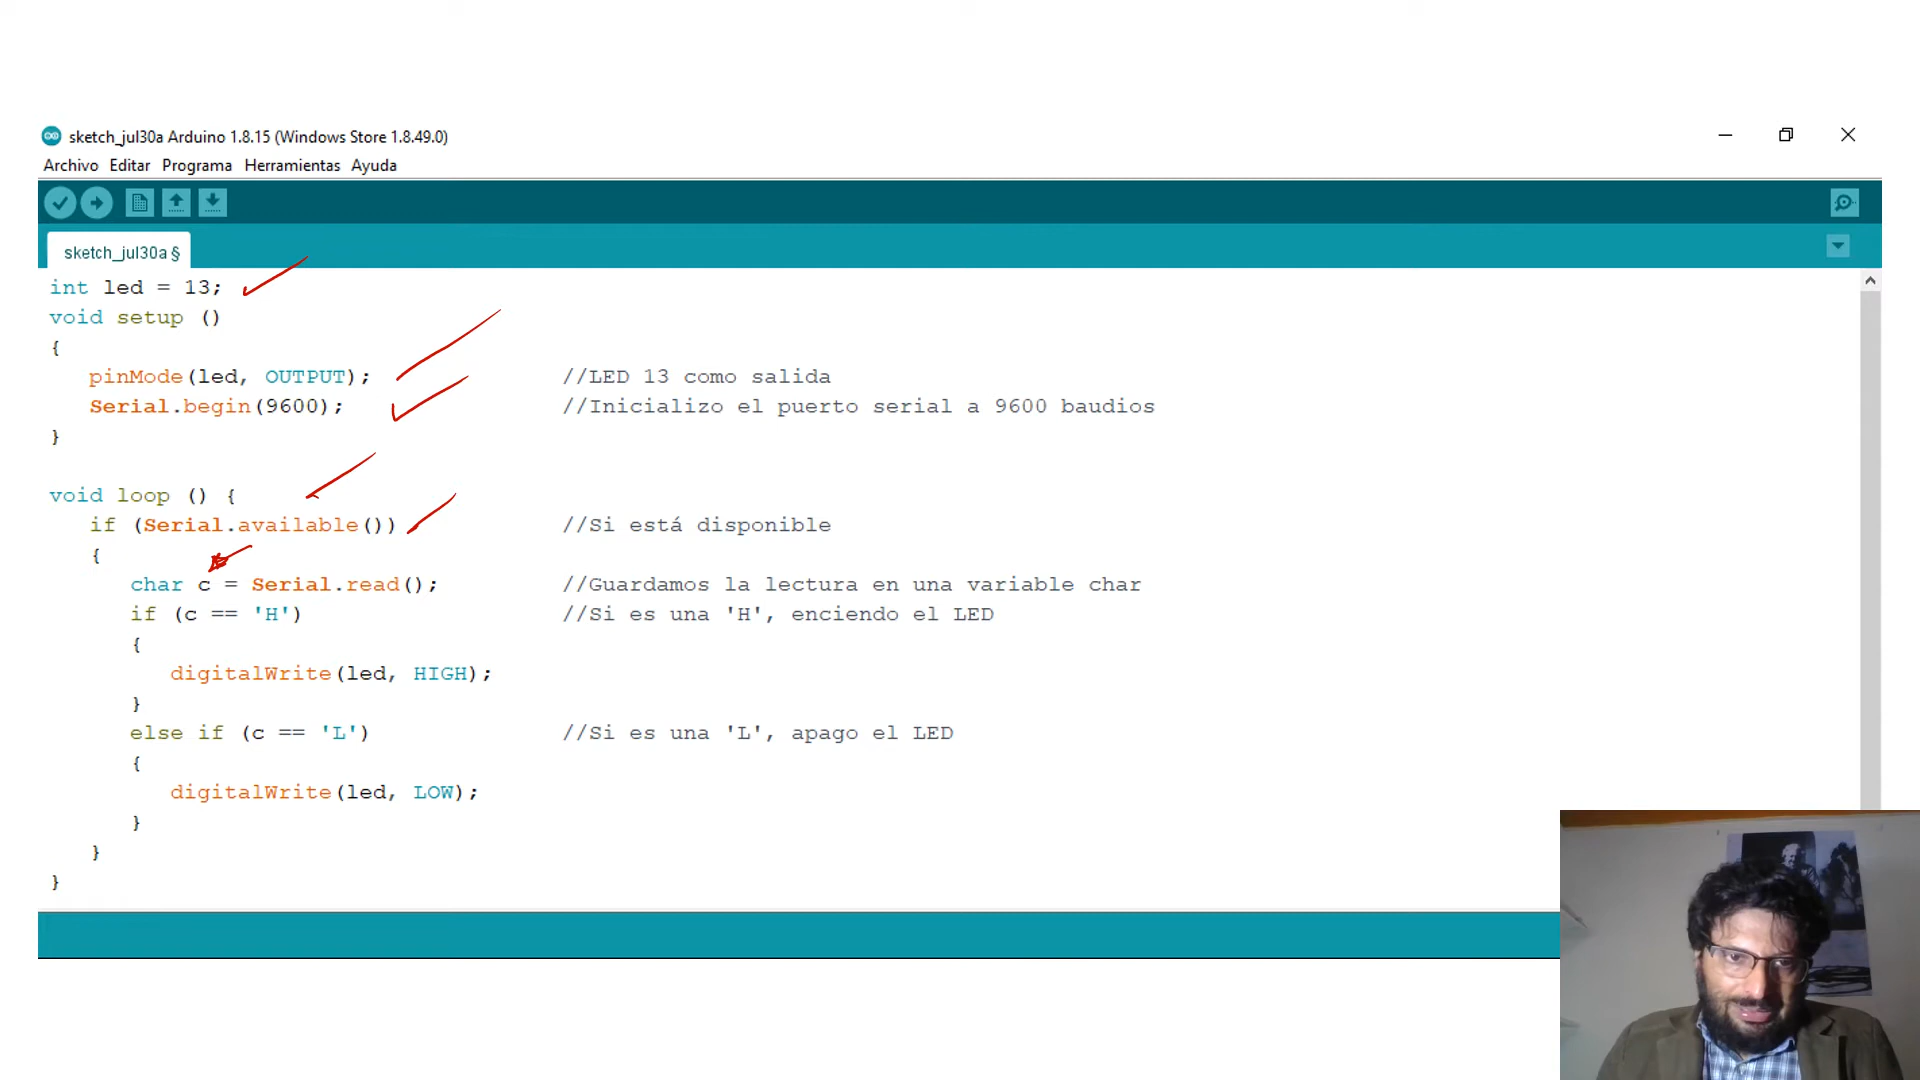 sketch_jul30a Arduino 1.8.15 (Windows Store 1.8.49.0)
Archivo Editar Programa Herramientas Ayuda
sketch_jul30a §
int led = 13;
void setup ()
{
pinMode(led, OUTPUT); //LED 13 como salida
Serial.begin(9600); //Inicializo el puerto serial a 9600 baudios
}
void loop () {
if (Serial.available()) //Si está disponible
{
char c = Serial.read(); //Guardamos la lectura en una variable char
if (c == 'H') //Si es una 'H', enciendo el LED
{
digitalWrite(led, HIGH);
}
else if (c == 'L') //Si es una 'L', apago el LED
{
digitalWrite(led, LOW);
}
}
}